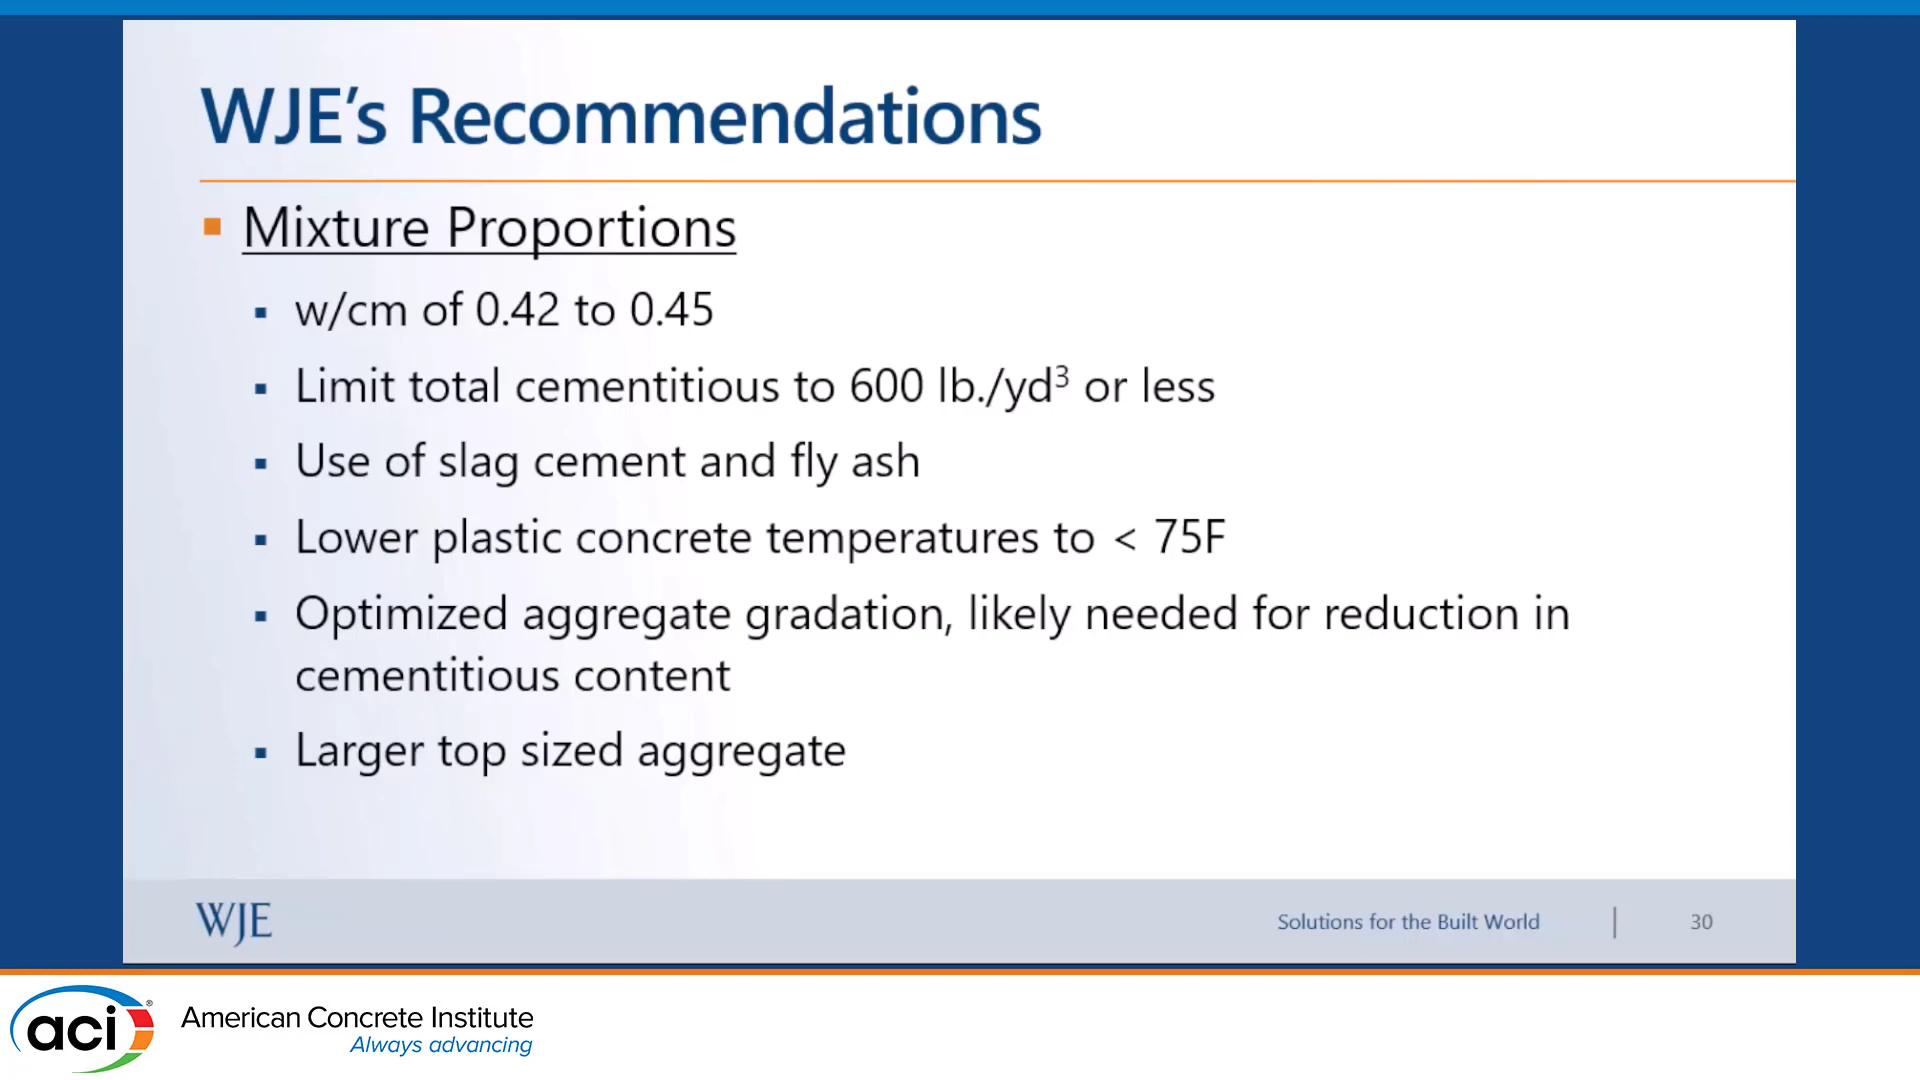 WJE's Recommendations
Mixture Proportions
w/cm of 0.42 to 0.45
Limit total cementitious to 600 lb./yd³ or less
Use of slag cement and fly ash
Lower plastic concrete temperatures to < 75F
Optimized aggregate gradation, likely needed for reduction in
cementitious content
Larger top sized aggregate
WJE
Solutions for the Built World | 30
aci®
American Concrete Institute
Always advancing